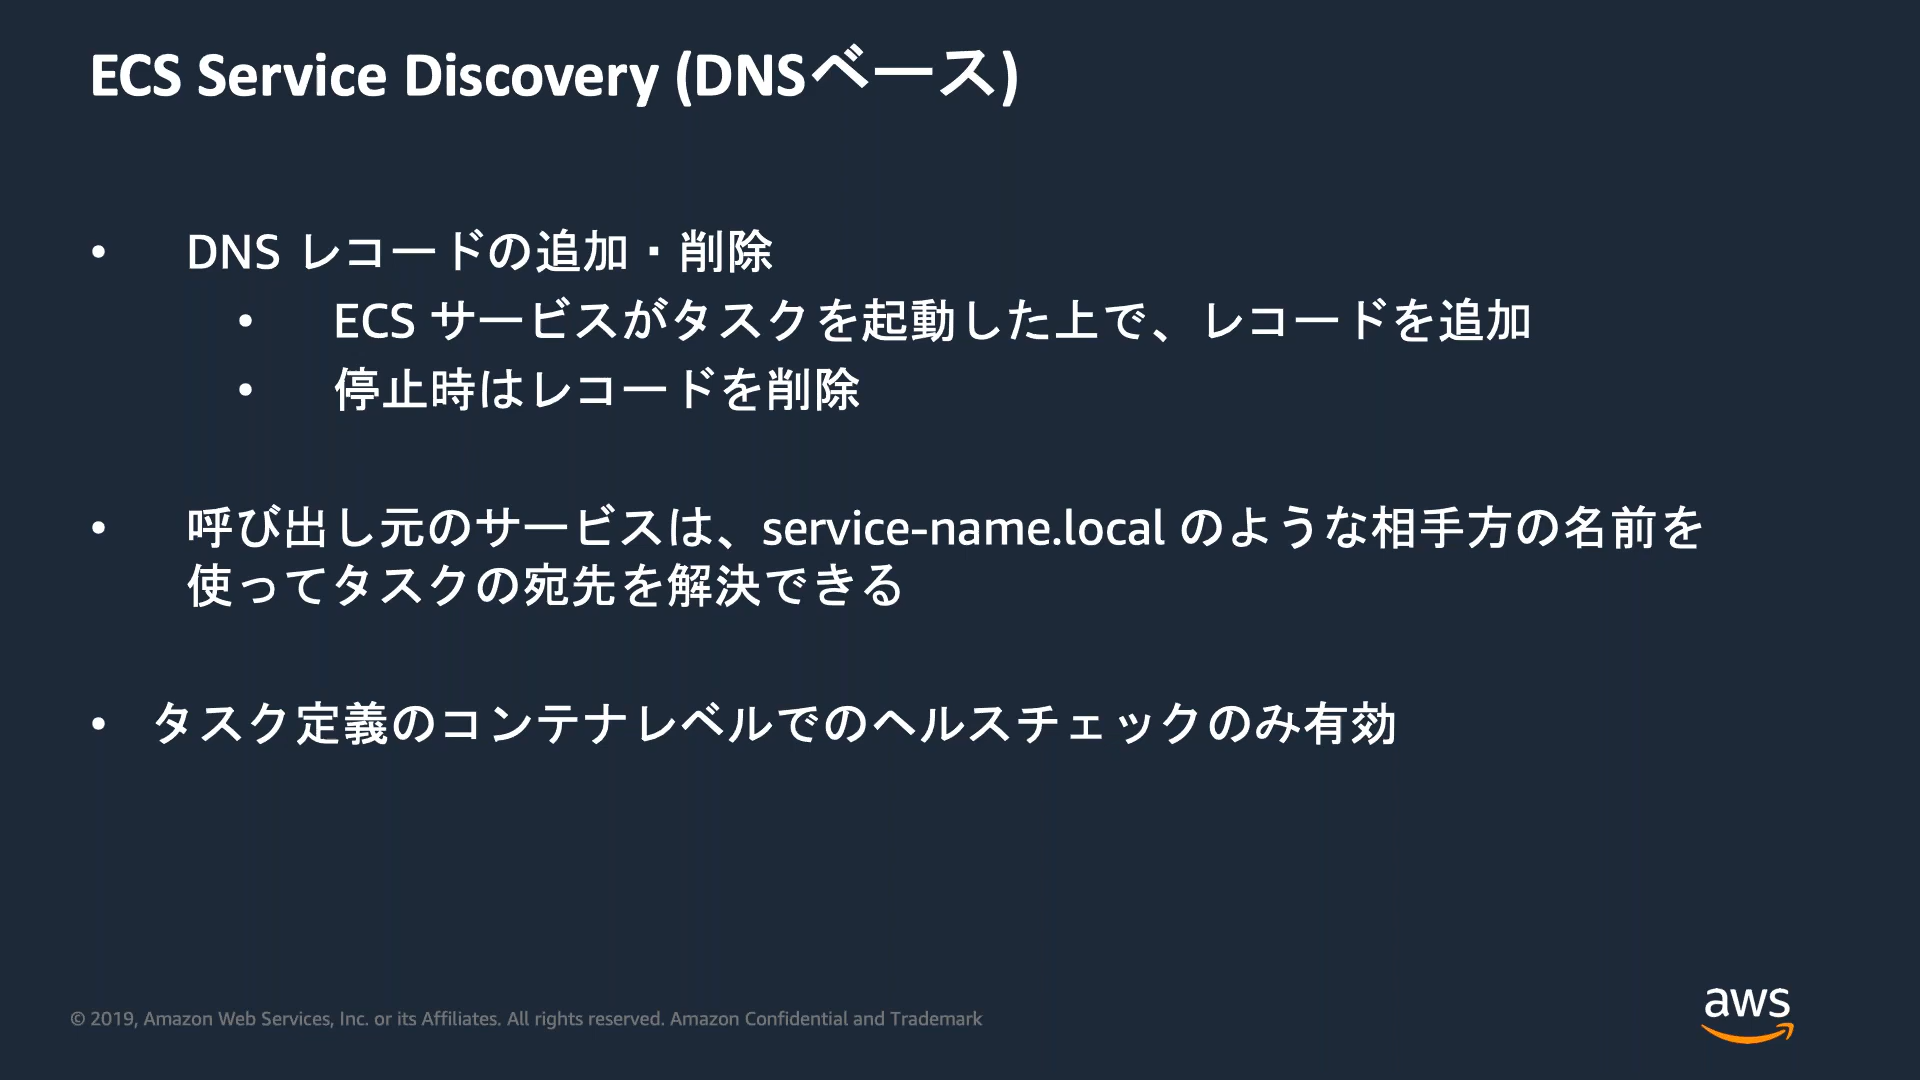 ECS Service Discovery (DNSベース)
• DNS レコードの追加・削除
• ECS サービスがタスクを起動した上で、レコードを追加
• 停止時はレコードを削除
• 呼び出し元のサービスは、service-name.local のような相手方の名前を
使ってタスクの宛先を解決できる
• タスク定義のコンテナレベルでのヘルスチェックのみ有効
© 2019, Amazon Web Services, Inc. or its Affiliates. All rights reserved. Amazon Confidential and Trademark
aws